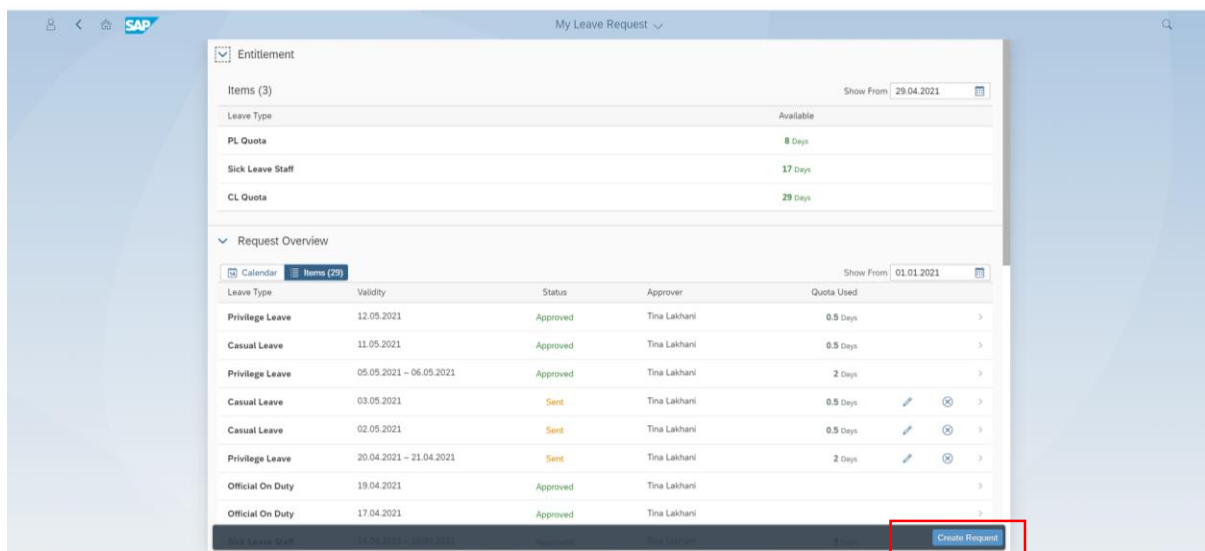 SAP My Leave Request
Entitlement
Items (3) Show From 29.04.2021
Leave Type Available
PL Quota 8 Days
Sick Leave Staff 17 Days
CL Quota 29 Days
Request Overview
Calendar Items (29) Show From 01.01.2021
Leave Type Validity Status Approver Quota Used
Privilege Leave 12.05.2021 Approved Tina Lakhani 0.5 Days
Casual Leave 11.05.2021 Approved Tina Lakhani 0.5 Days
Privilege Leave 05.05.2021 – 06.05.2021 Approved Tina Lakhani 2 Days
Casual Leave 03.05.2021 Sent Tina Lakhani 0.5 Days
Casual Leave 02.05.2021 Sent Tina Lakhani 0.5 Days
Privilege Leave 20.04.2021 – 21.04.2021 Sent Tina Lakhani 2 Days
Official On Duty 19.04.2021 Approved Tina Lakhani
Official On Duty 17.04.2021 Approved Tina Lakhani
Create Request